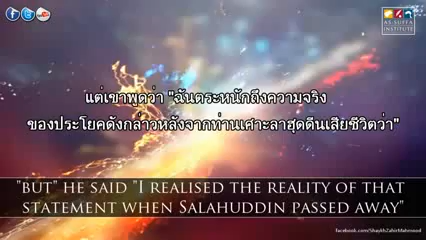 AS-SUFFA
INSTITUTE
แต่เขาพูดว่า "ฉันตระหนักถึงความจริง
ของประโยคดังกล่าวหลังจากท่านเศาะลาฮุดดีนเสียชีวิตว่า"
"BUT" HE SAID "I REALISED THE REALITY OF THAT
STATEMENT WHEN SALAHUDDIN PASSED AWAY"
facebook.com/ShaykhZahirMahmood